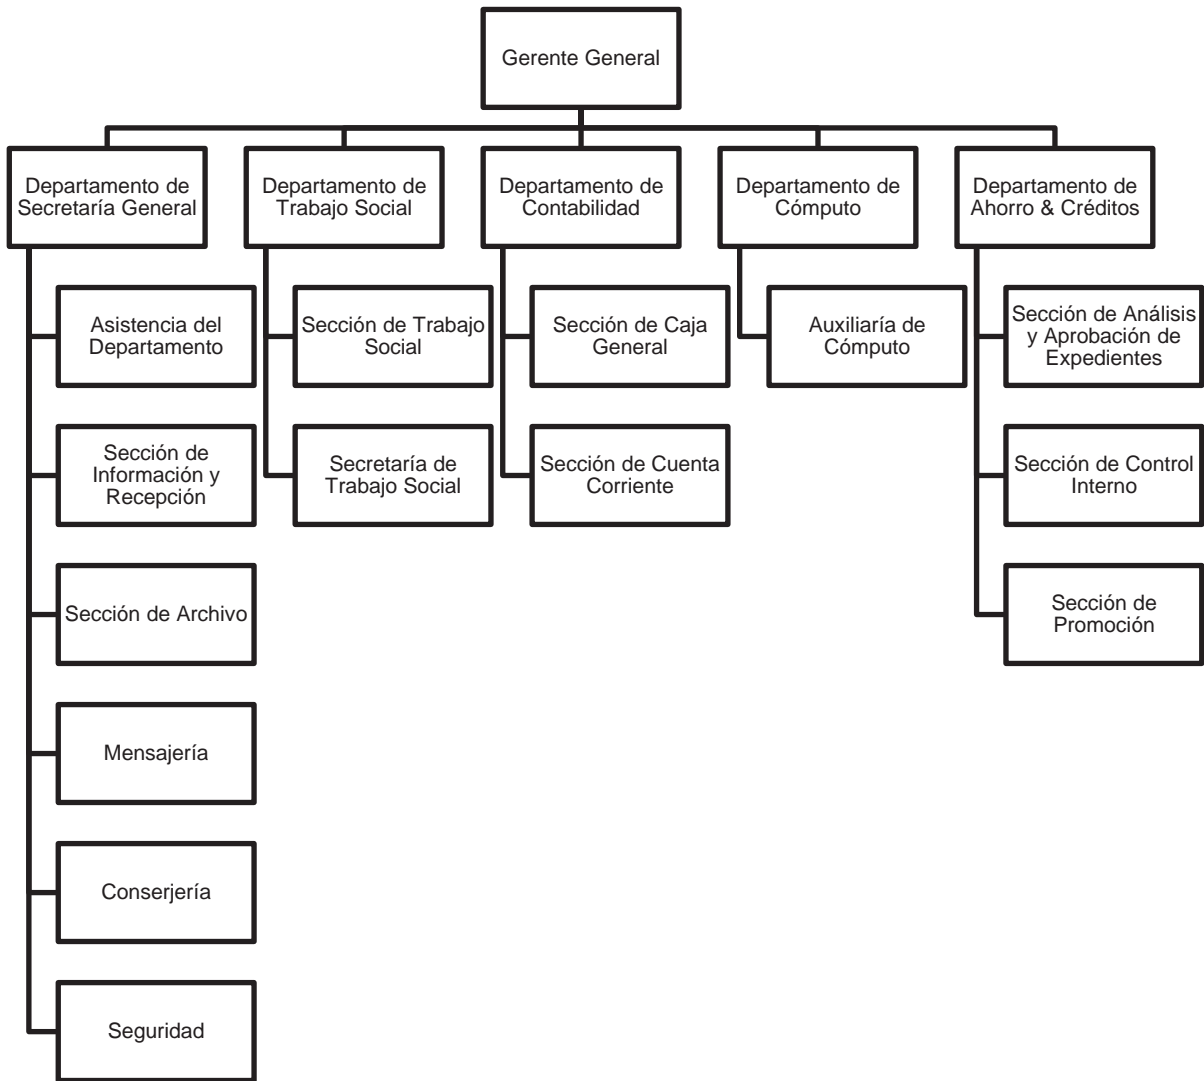 Gerente General
Departamento de
Secretaría General
Departamento de
Trabajo Social
Departamento de
Contabilidad
Departamento de
Cómputo
Departamento de
Ahorro & Créditos
Asistencia del
Departamento
Sección de Trabajo
Social
Sección de Caja
General
Auxiliaría de
Cómputo
Sección de Análisis
y Aprobación de
Expedientes
Sección de
Información y
Recepción
Secretaría de
Trabajo Social
Sección de Cuenta
Corriente
Sección de Control
Interno
Sección de Archivo
Sección de
Promoción
Mensajería
Conserjería
Seguridad